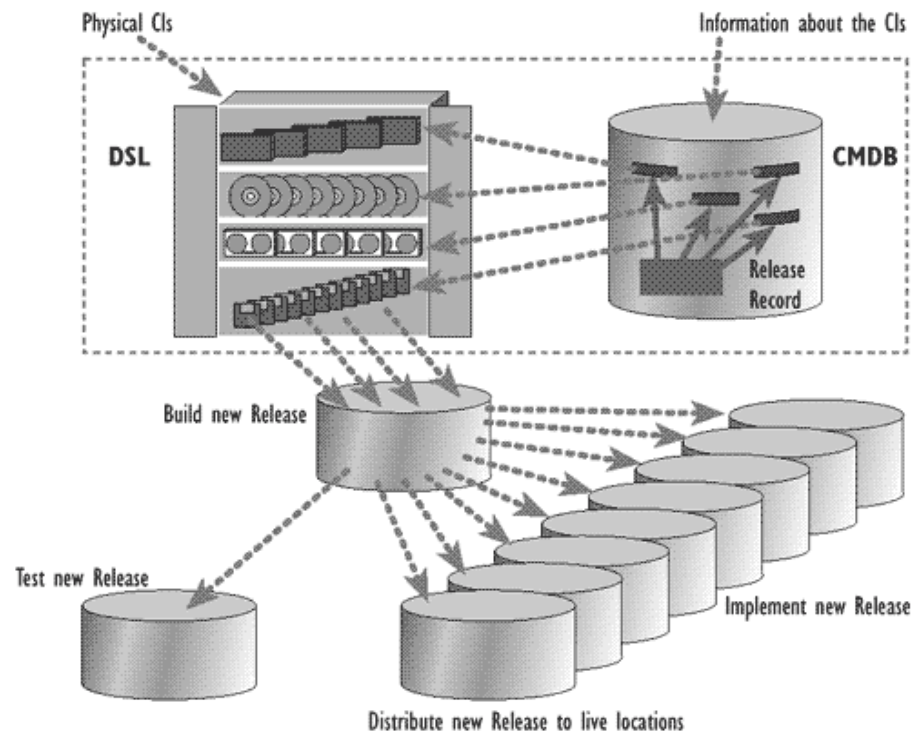 Physical CIs
Information about the CIs
DSL
CMDB
Release
Record
Build new Release
Test new Release
Implement new Release
Distribute new Release to live locations